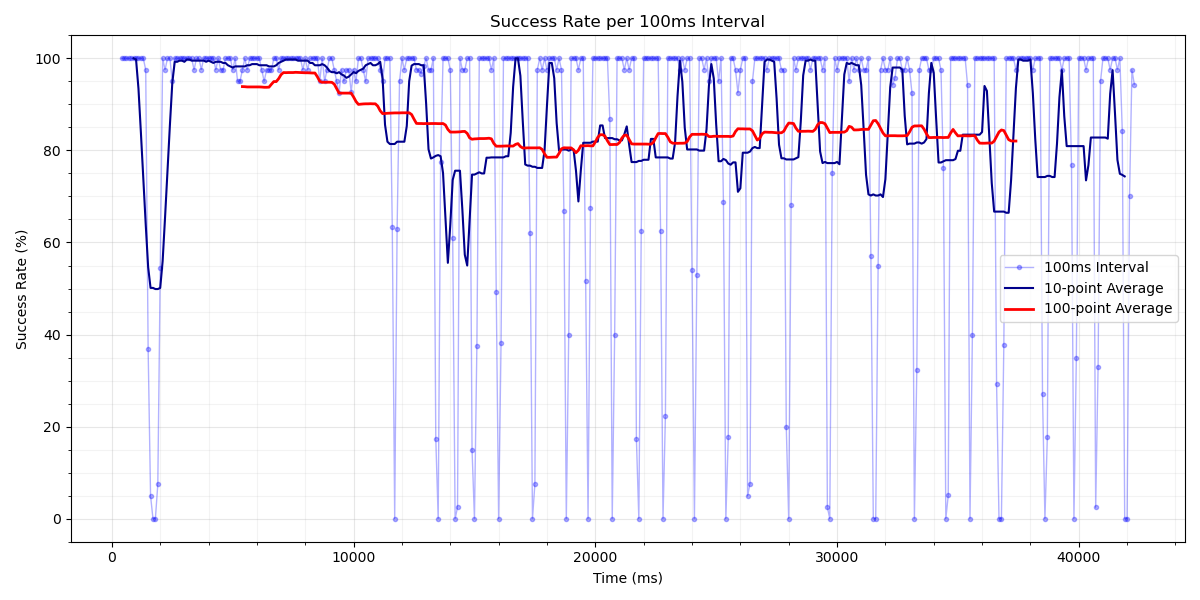 Success Rate per 100ms Interval
Success Rate (%)
100
80
60
40
20
0
100ms Interval
10-point Average
100-point Average
0
10000
20000
30000
40000
Time (ms)